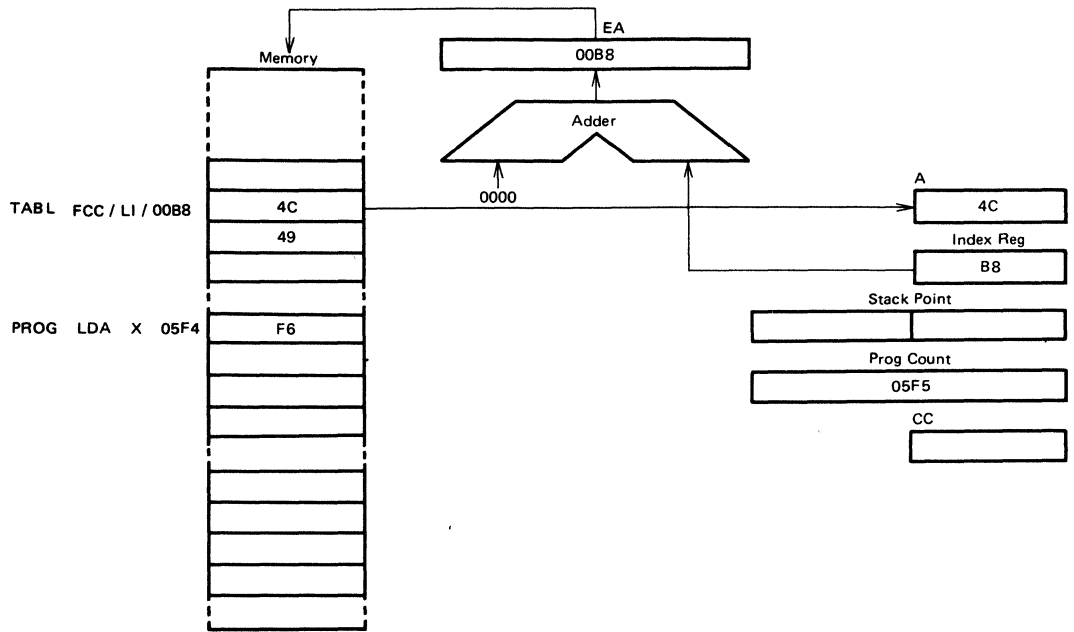 EA
00B8
Memory
Adder
0000
A
TABL FCC / LI / 00B8
4C
4C
49
Index Reg
B8
Stack Point
PROG LDA X 05F4
F6
Prog Count
05F5
CC